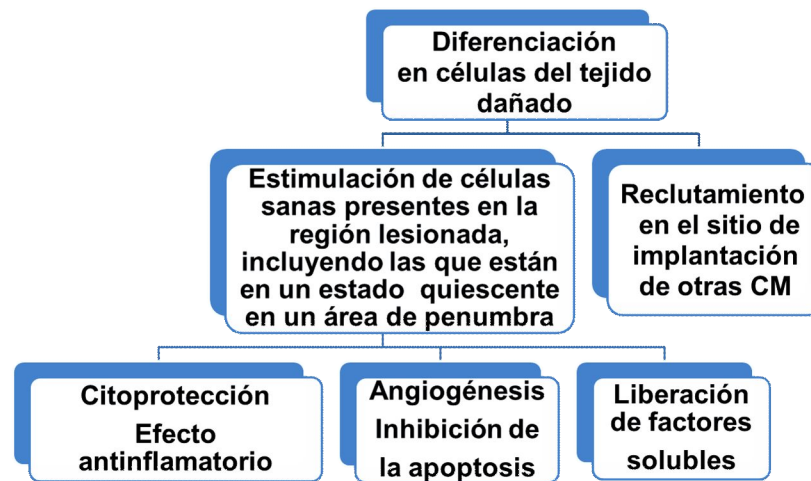 Diferenciación
en células del tejido
dañado
Estimulación de células
sanas presentes en la
región lesionada,
incluyendo las que están
en un estado quiescente
en un área de penumbra
Reclutamiento
en el sitio de
implantación
de otras CM
Citoprotección
Efecto
antinflamatorio
Angiogénesis
Inhibición de
la apoptosis
Liberación
de factores
solubles